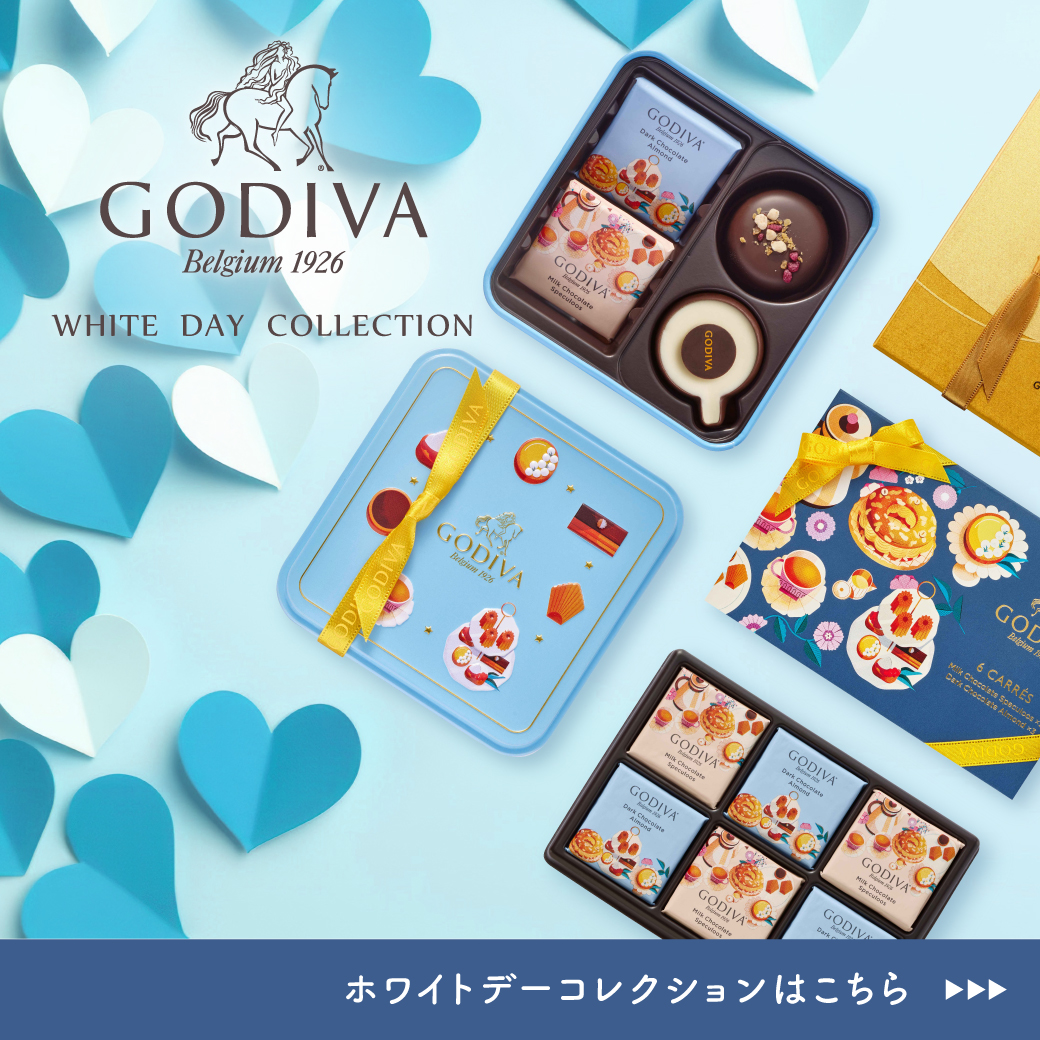 GODIVA
Belgium 1926
WHITE DAY COLLECTION
GODIVA
Belgium 1926
Dark Chocolate
Almond
GODIVA
Belgium 1926
Milk Chocolate
Speculoos
GODIVA
GODIVA
GODIVA
GODIVA
Belgium 1926
6 CARRÉS
Milk Chocolate Speculoos
Dark Chocolate Almond
GODIVA
GODIVA
Belgium 1926
Milk Chocolate
Speculoos
GODIVA
Belgium 1926
Dark Chocolate
Almond
GODIVA
Belgium 1926
Dark Chocolate
Almond
GODIVA
Belgium 1926
Milk Chocolate
Speculoos
GODIVA
Belgium 1926
Milk Chocolate
Speculoos
GODIVA
Belgium 1926
ホワイトデーコレクションはこちら